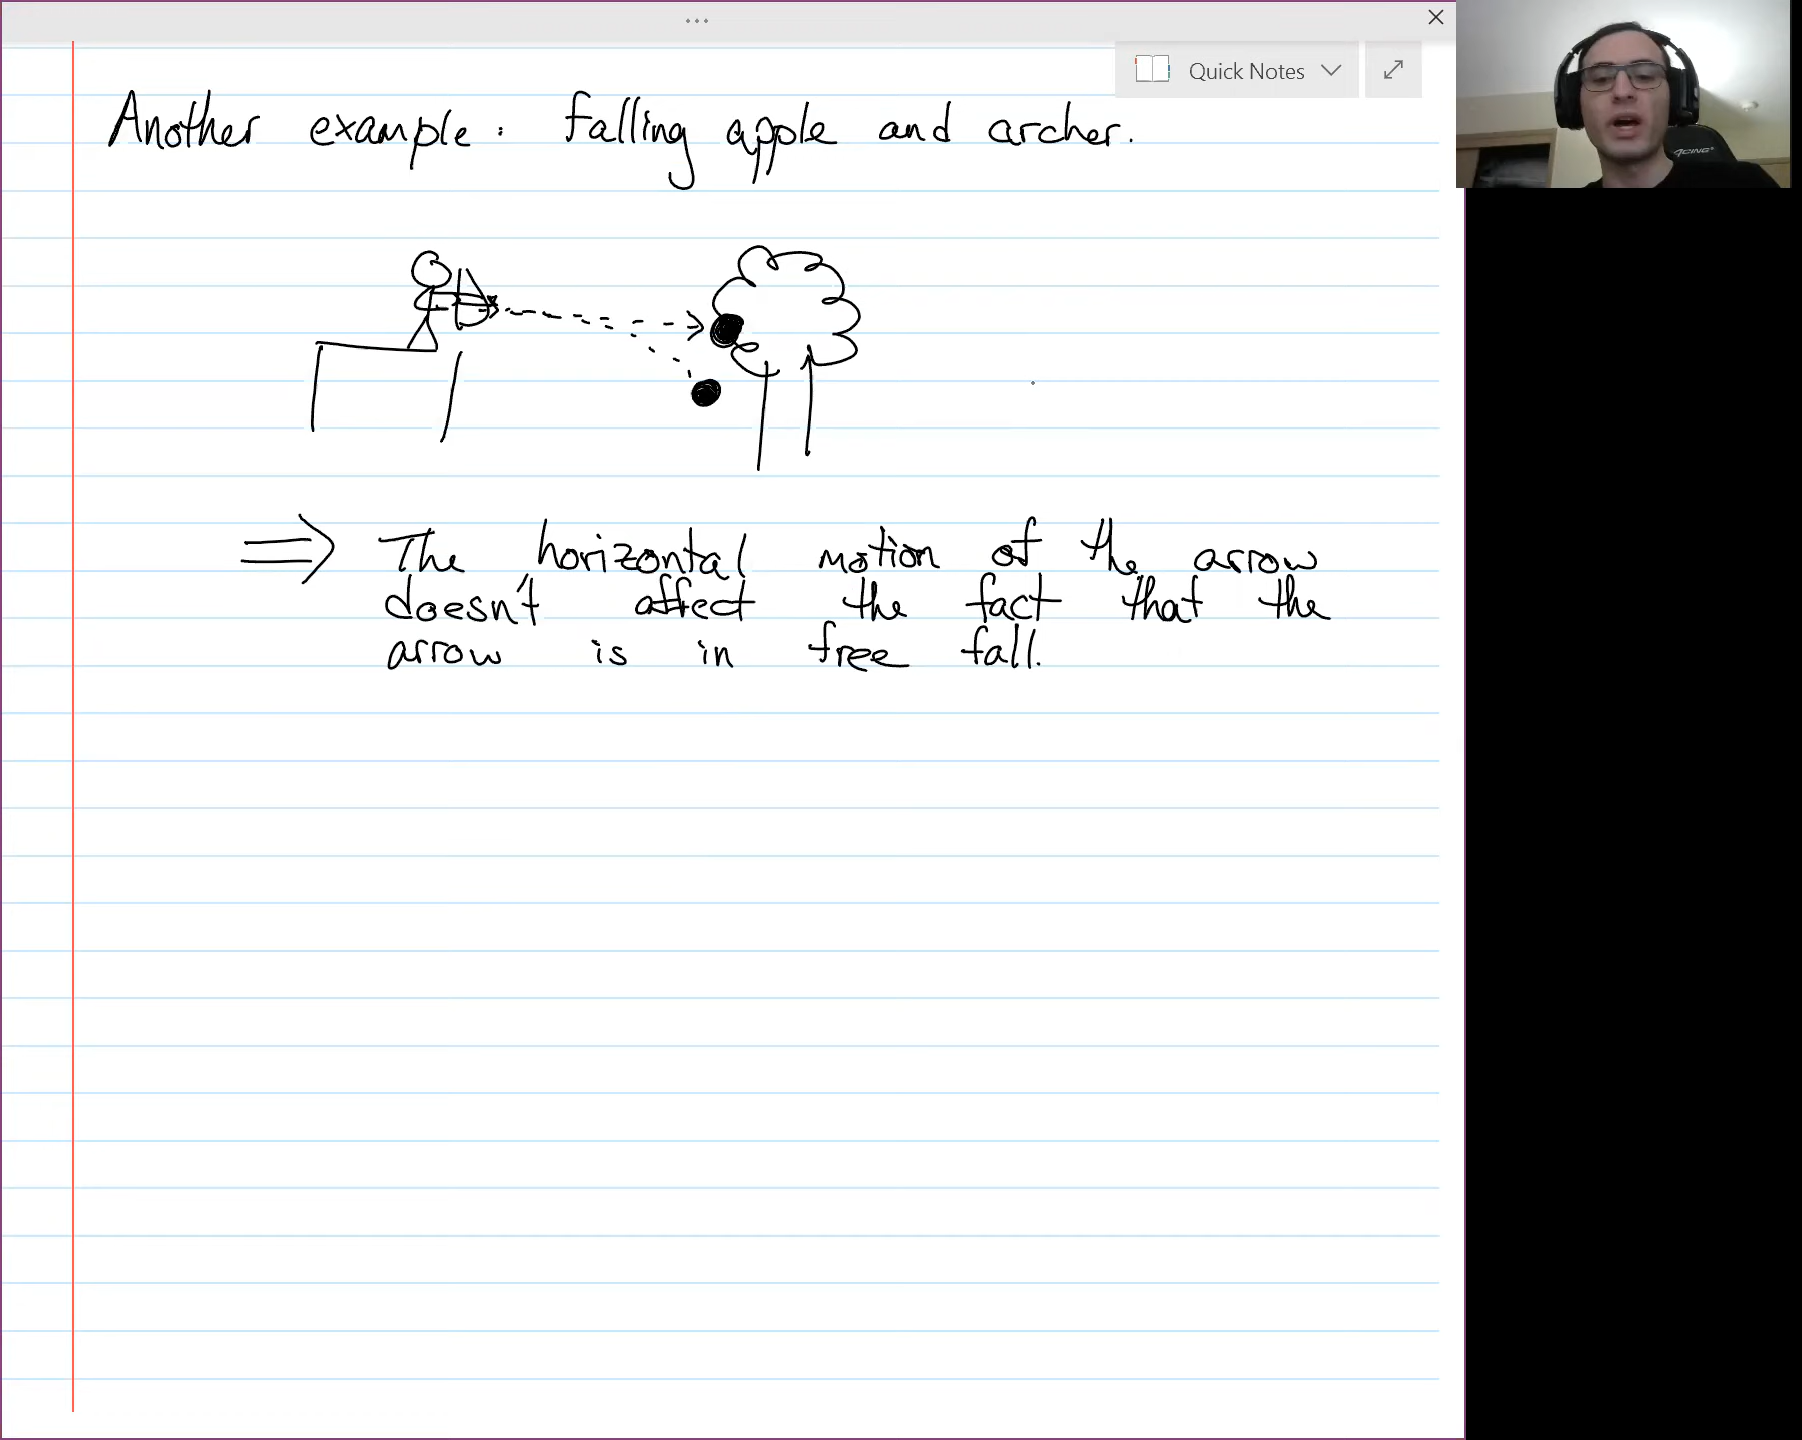 Quick Notes
Another example: falling apple and archer.
ACING
The horizontal motion of the arrow
doesn't affect the fact that the
arrow is in free fall.